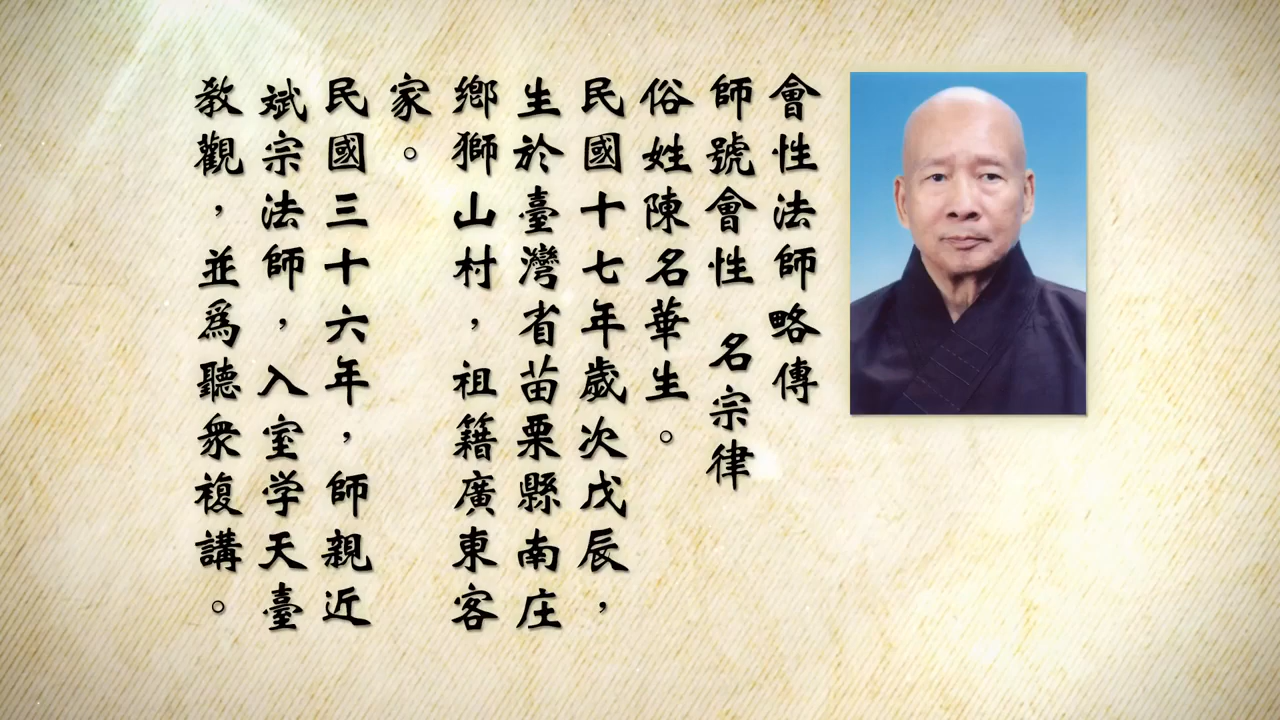 會性法師略傳
師號會性 名宗律
俗姓陳名華生。
民國十七年歲次戊辰，
生於臺灣省苗栗縣南庄
鄉獅山村，祖籍廣東客
家。
民國三十六年，師親近
斌宗法師，入室学天臺
教觀，並為聽衆複講。